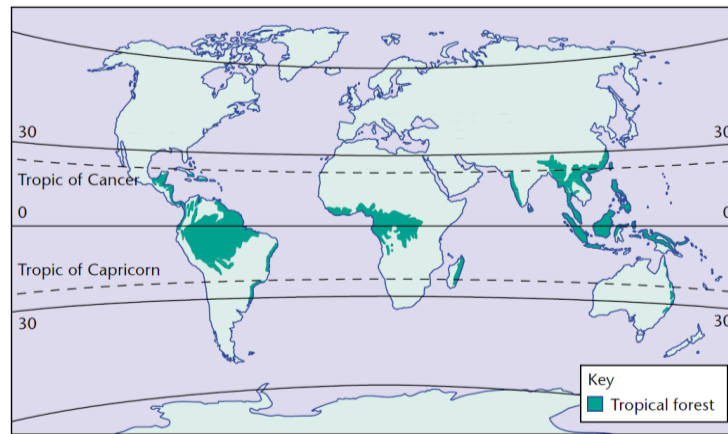 30 30
Tropic of Cancer
0 0
Tropic of Capricorn
30 30
Key
Tropical forest